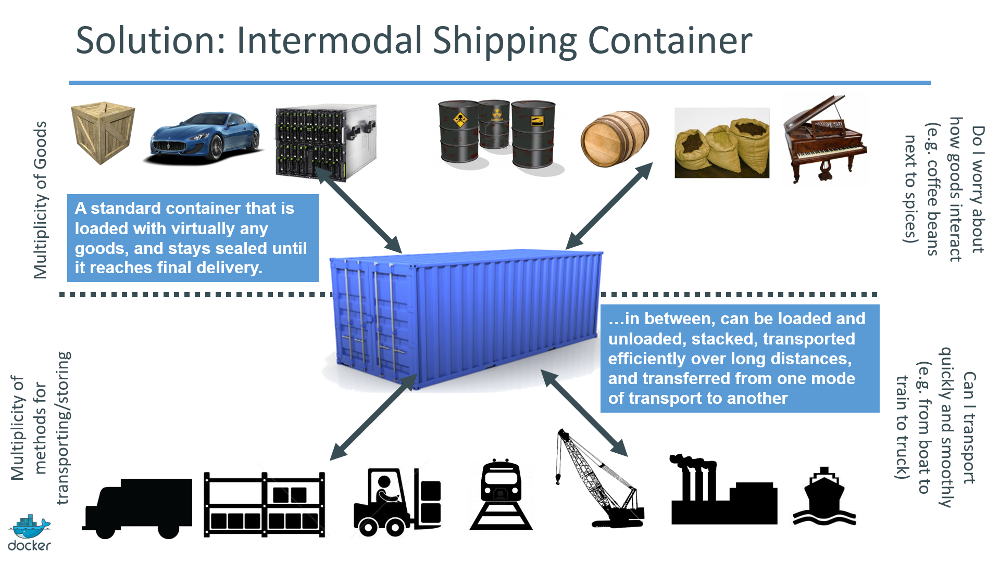 Solution: Intermodal Shipping Container
Multiplicity of Goods
DANGER
Do I worry about
how goods interact
(e.g. coffee beans
next to spices)
A standard container that is
loaded with virtually any
goods, and stays sealed until
it reaches final delivery.
…in between, can be loaded and
unloaded, stacked, transported
efficiently over long distances,
and transferred from one mode
of transport to another
Multiplicity of
methods for
transporting/storing
Can I transport
quickly and smoothly
(e.g. from boat to
train to truck)
docker